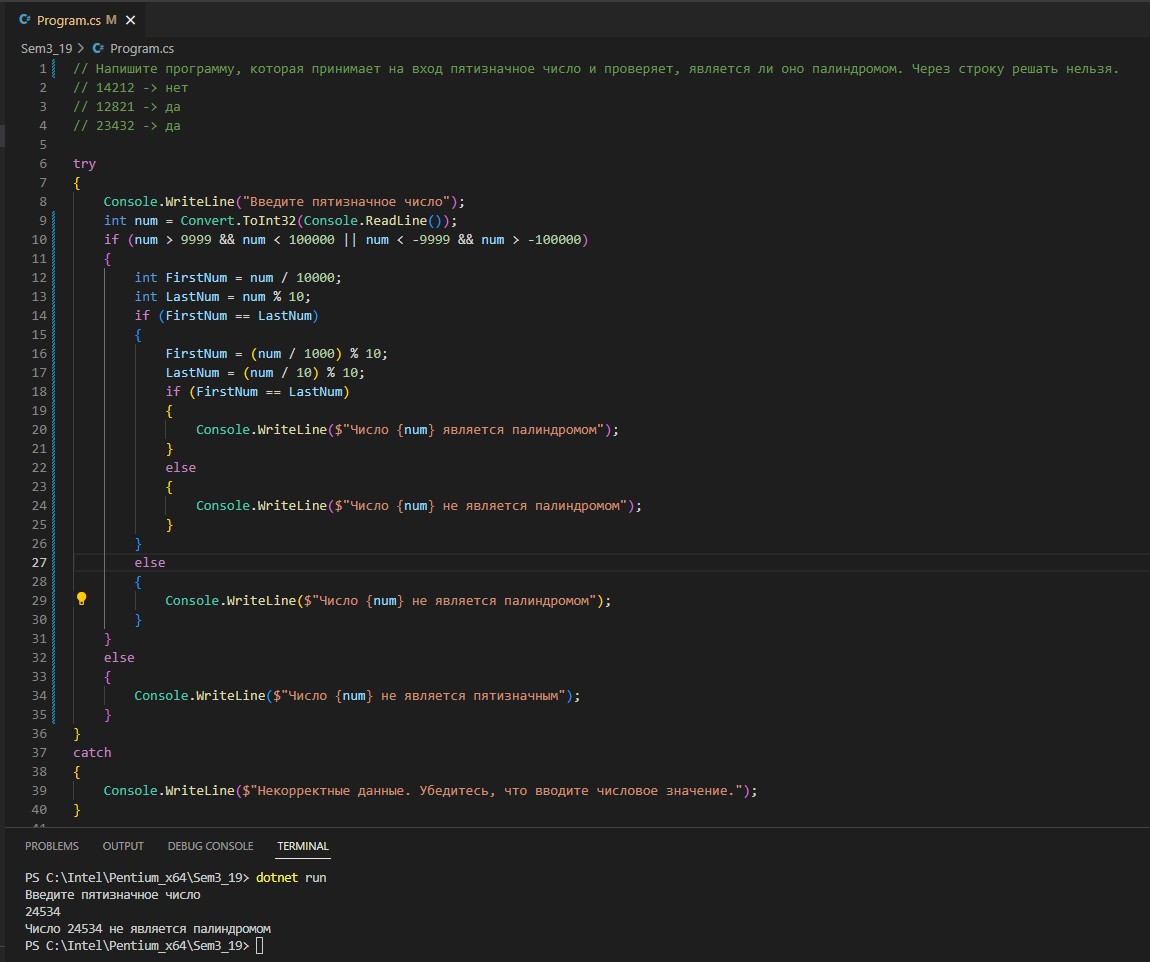 Program.cs M
Sem3_19 > Program.cs
1 // Напишите программу, которая принимает на вход пятизначное число и проверяет, является ли оно палиндромом. Через строку решать нельзя.
2 // 14212 -> нет
3 // 12821 -> да
4 // 23432 -> да
5
6 try
7 {
8     Console.WriteLine("Введите пятизначное число");
9     int num = Convert.ToInt32(Console.ReadLine());
10     if (num > 9999 && num < 100000 || num < -9999 && num > -100000)
11     {
12         int FirstNum = num / 10000;
13         int LastNum = num % 10;
14         if (FirstNum == LastNum)
15         {
16             FirstNum = (num / 1000) % 10;
17             LastNum = (num / 10) % 10;
18             if (FirstNum == LastNum)
19             {
20                 Console.WriteLine($"Число {num} является палиндромом");
21             }
22             else
23             {
24                 Console.WriteLine($"Число {num} не является палиндромом");
25             }
26         }
27         else
28         {
29             Console.WriteLine($"Число {num} не является палиндромом");
30         }
31     }
32     else
33     {
34         Console.WriteLine($"Число {num} не является пятизначным");
35     }
36 }
37 catch
38 {
39     Console.WriteLine($"Некорректные данные. Убедитесь, что вводите числовое значение.");
40 }
PROBLEMS OUTPUT DEBUG CONSOLE TERMINAL
PS C:\Intel\Pentium_x64\Sem3_19> dotnet run
Введите пятизначное число
24534
Число 24534 не является палиндромом
PS C:\Intel\Pentium_x64\Sem3_19>